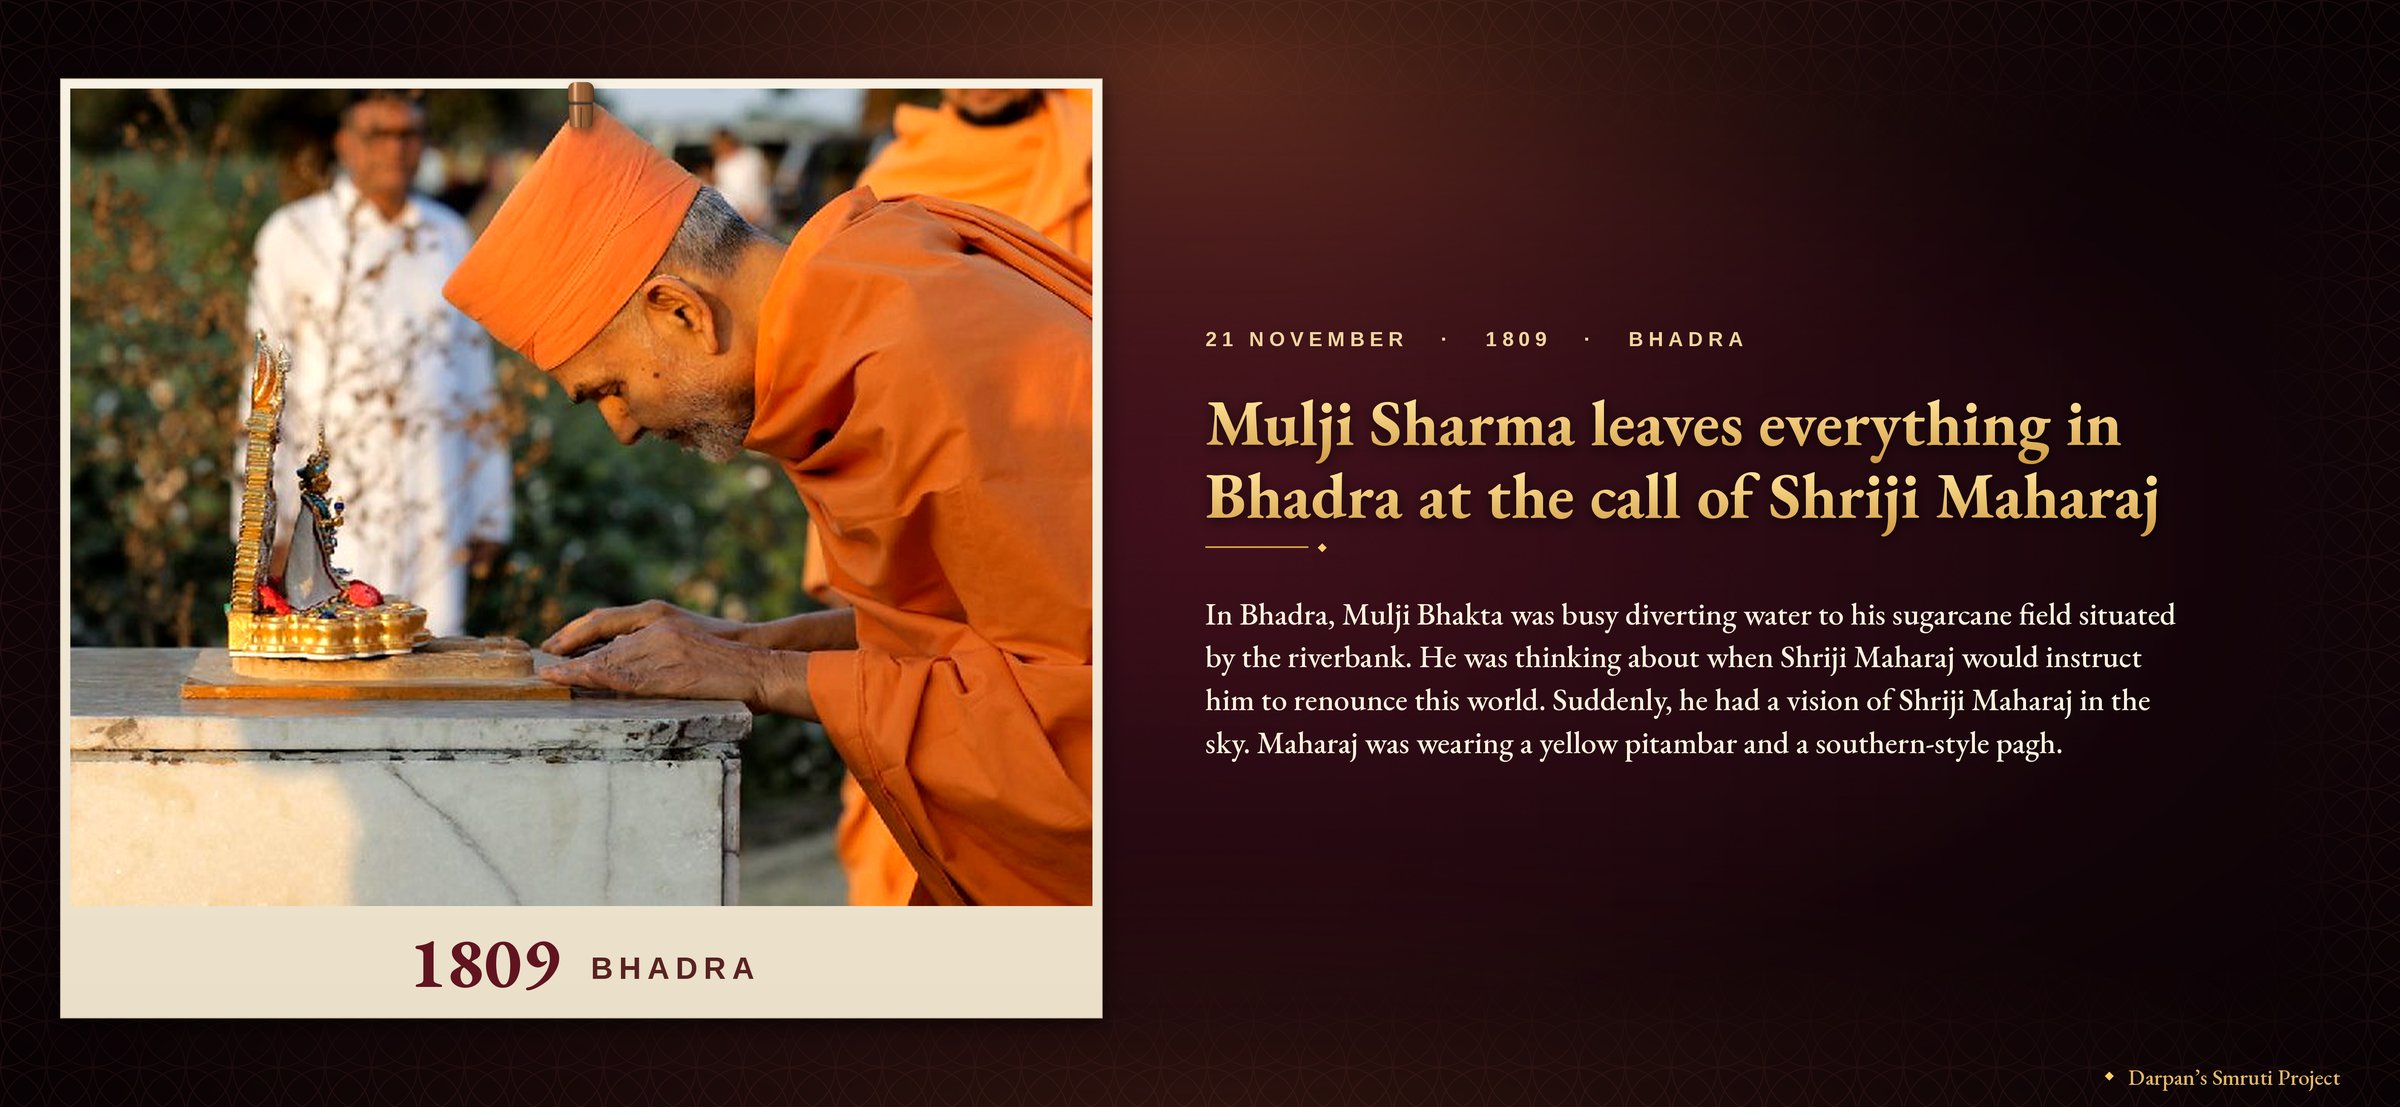 21 NOVEMBER · 1809 · BHADRA
Mulji Sharma leaves everything in
Bhadra at the call of Shriji Maharaj
In Bhadra, Mulji Bhakta was busy diverting water to his sugarcane field situated
by the riverbank. He was thinking about when Shriji Maharaj would instruct
him to renounce this world. Suddenly, he had a vision of Shriji Maharaj in the
sky. Maharaj was wearing a yellow pitambar and a southern-style pagh.
1809 BHADRA
Darpan’s Smruti Project